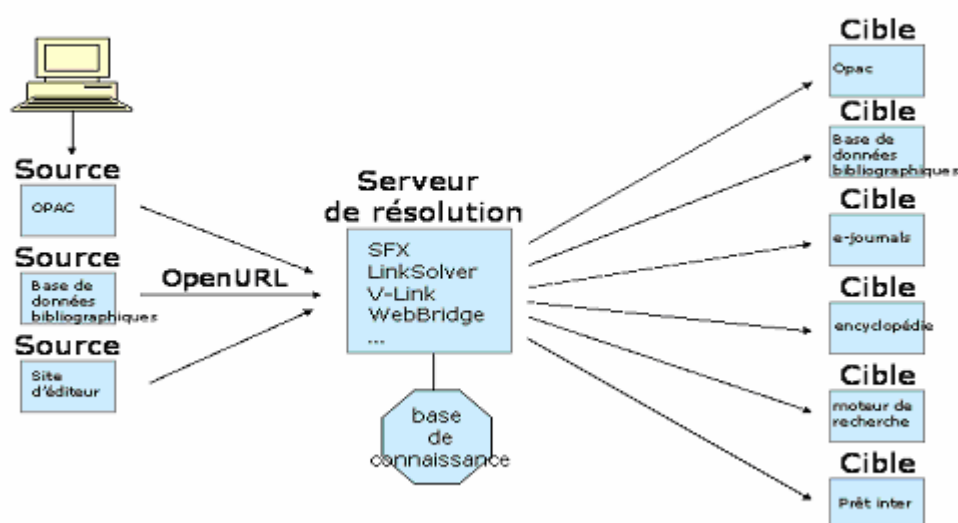 Source
OPAC
Source
Base de
données
bibliographiques
Source
Site
d'éditeur
OpenURL
Serveur
de résolution
SFX
LinkSolver
V-Link
WebBridge
...
base
de
connaissance
Cible
Opac
Cible
Base de
données
bibliographiques
Cible
e-journals
Cible
encyclopédie
Cible
moteur de
recherche
Cible
Prêt inter